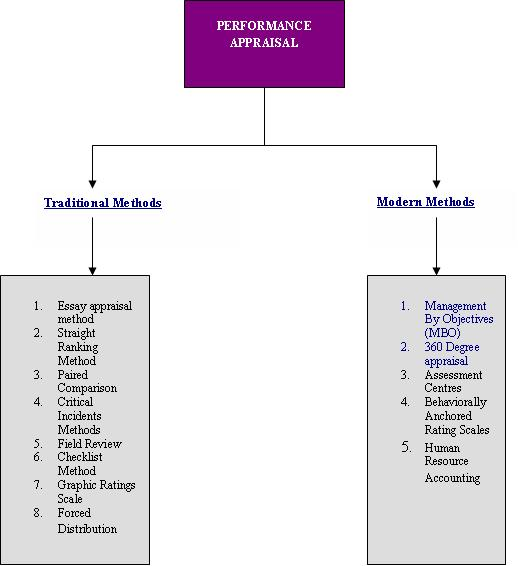 PERFORMANCE
APPRAISAL
Traditional Methods
Modern Methods
1. Essay appraisal
method
2. Straight
Ranking
Method
3. Paired
Comparison
4. Critical
Incidents
Methods
5. Field Review
6. Checklist
Method
7. Graphic Ratings
Scale
8. Forced
Distribution
1. Management
By Objectives
(MBO)
2. 360 Degree
appraisal
3. Assessment
Centres
4. Behaviorally
Anchored
Rating Scales
5. Human
Resource
Accounting